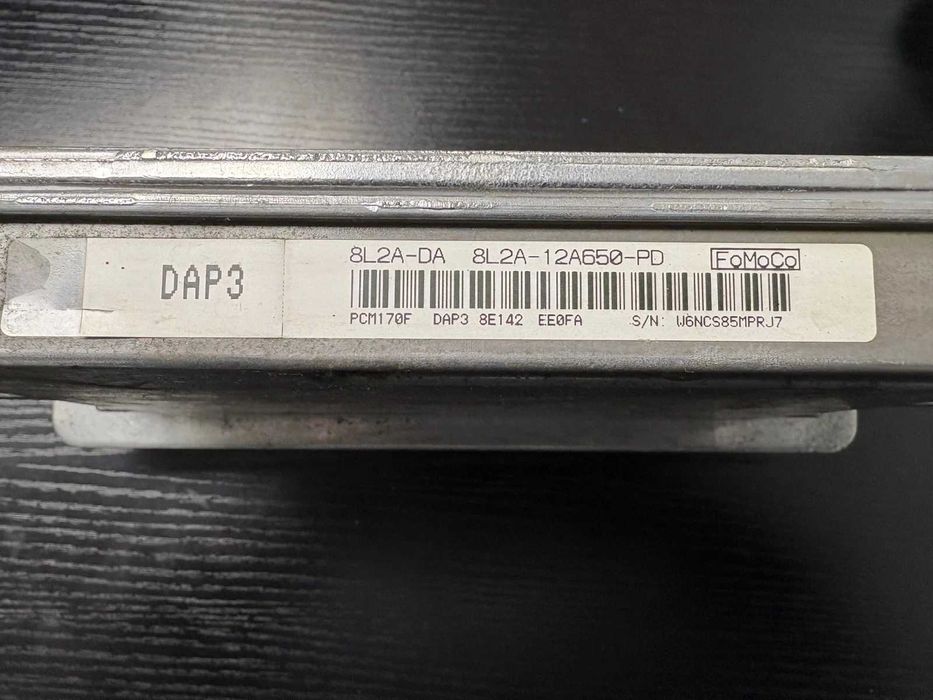 DAP3
8L2A-DA 8L2A-12A650-PD FoMoCo
PCM170F DAP3 8E142 EE0FA S/N: W6NCS85MPRJ7